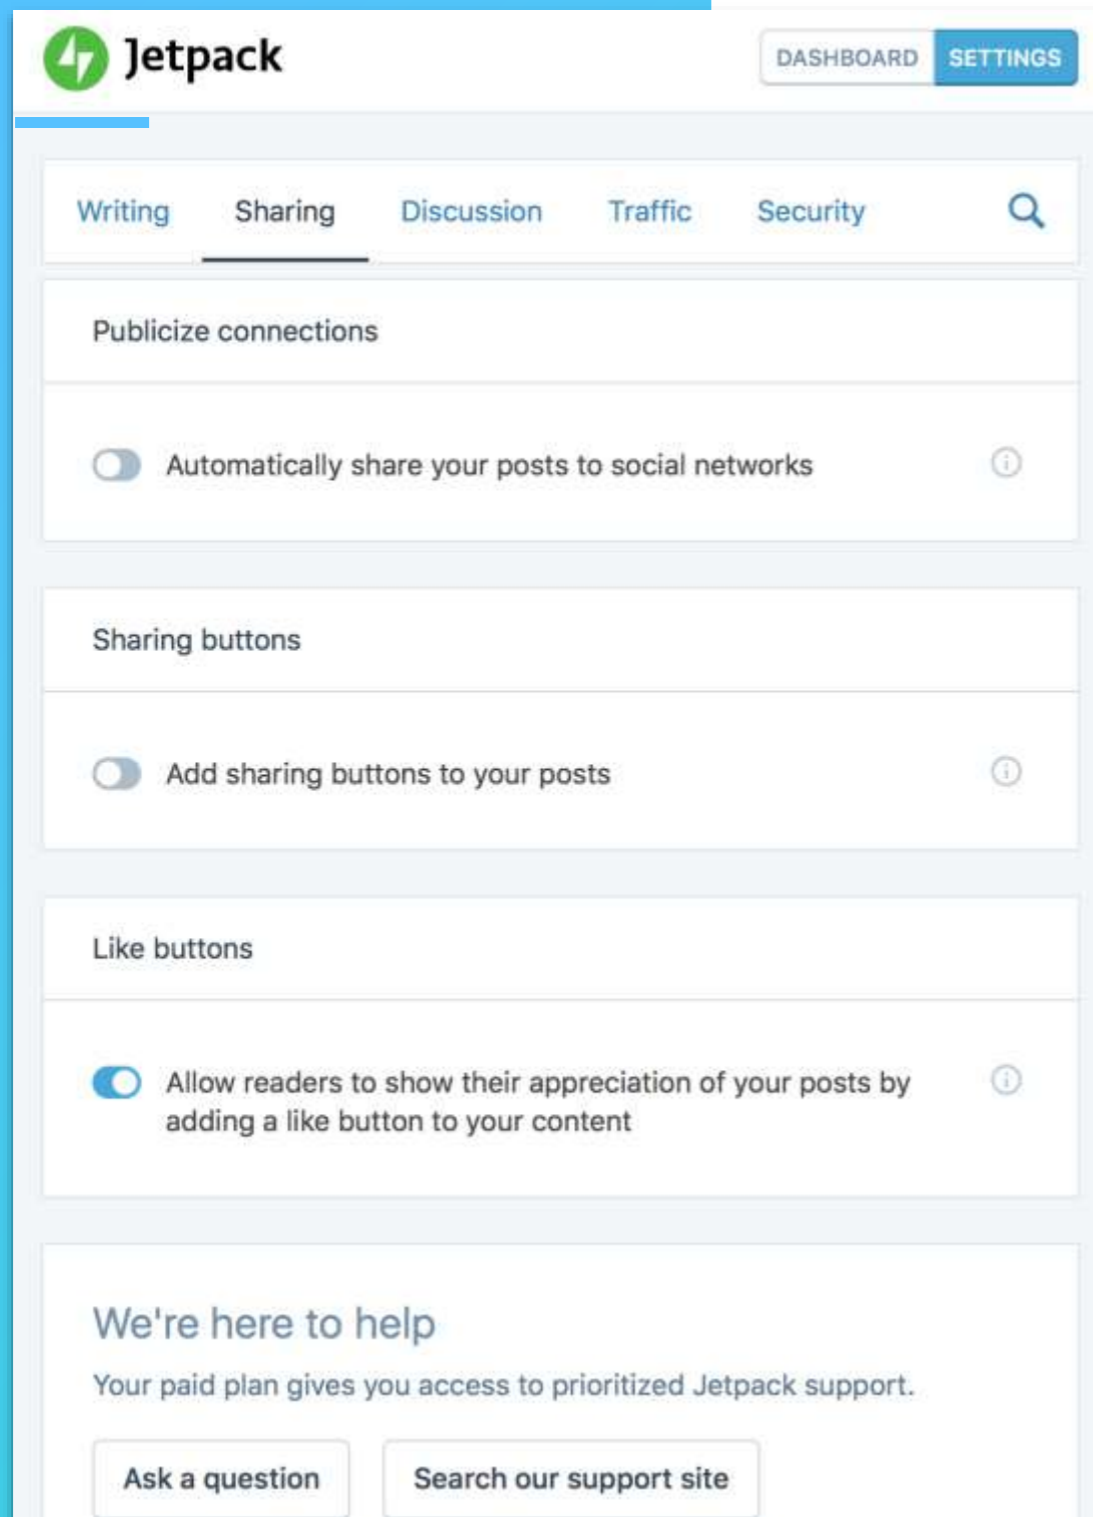 Jetpack
DASHBOARD SETTINGS
Writing Sharing Discussion Traffic Security
Publicize connections
Automatically share your posts to social networks
Sharing buttons
Add sharing buttons to your posts
Like buttons
Allow readers to show their appreciation of your posts by
adding a like button to your content
We're here to help
Your paid plan gives you access to prioritized Jetpack support.
Ask a question Search our support site